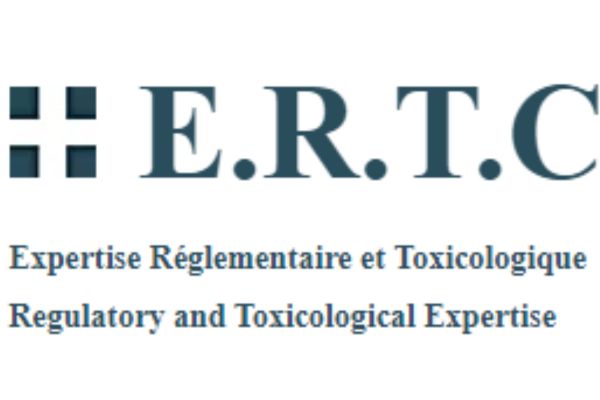 E.R.T.C
Expertise Réglementaire et Toxicologique
Regulatory and Toxicological Expertise